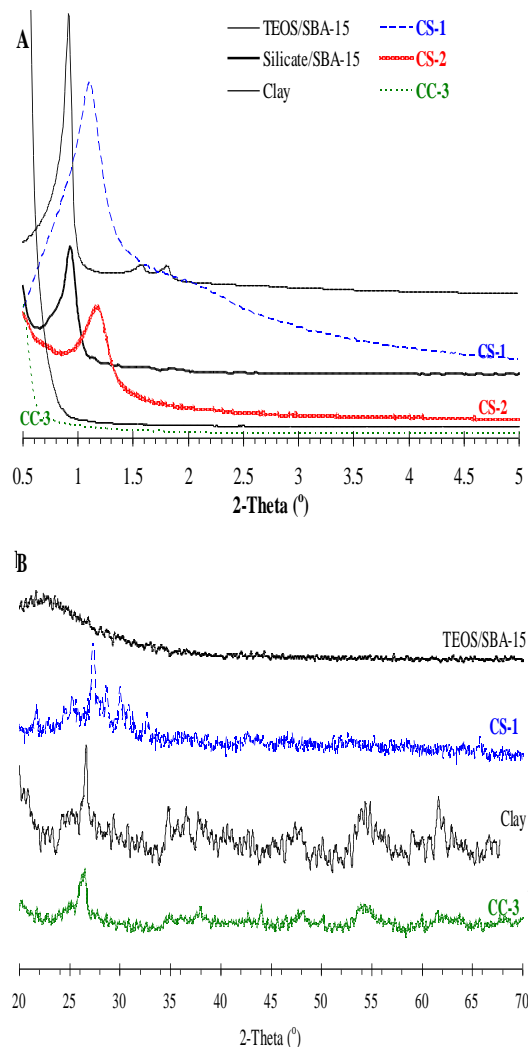 A
TEOS/SBA-15
CS-1
Silicate/SBA-15
CS-2
Clay
CC-3
CS-1
CS-2
CC-3
0.5 1 1.5 2 2.5 3 3.5 4 4.5 5
2-Theta (°)
B
TEOS/SBA-15
CS-1
Clay
CC-3
20 25 30 35 40 45 50 55 60 65 70
2-Theta (°)